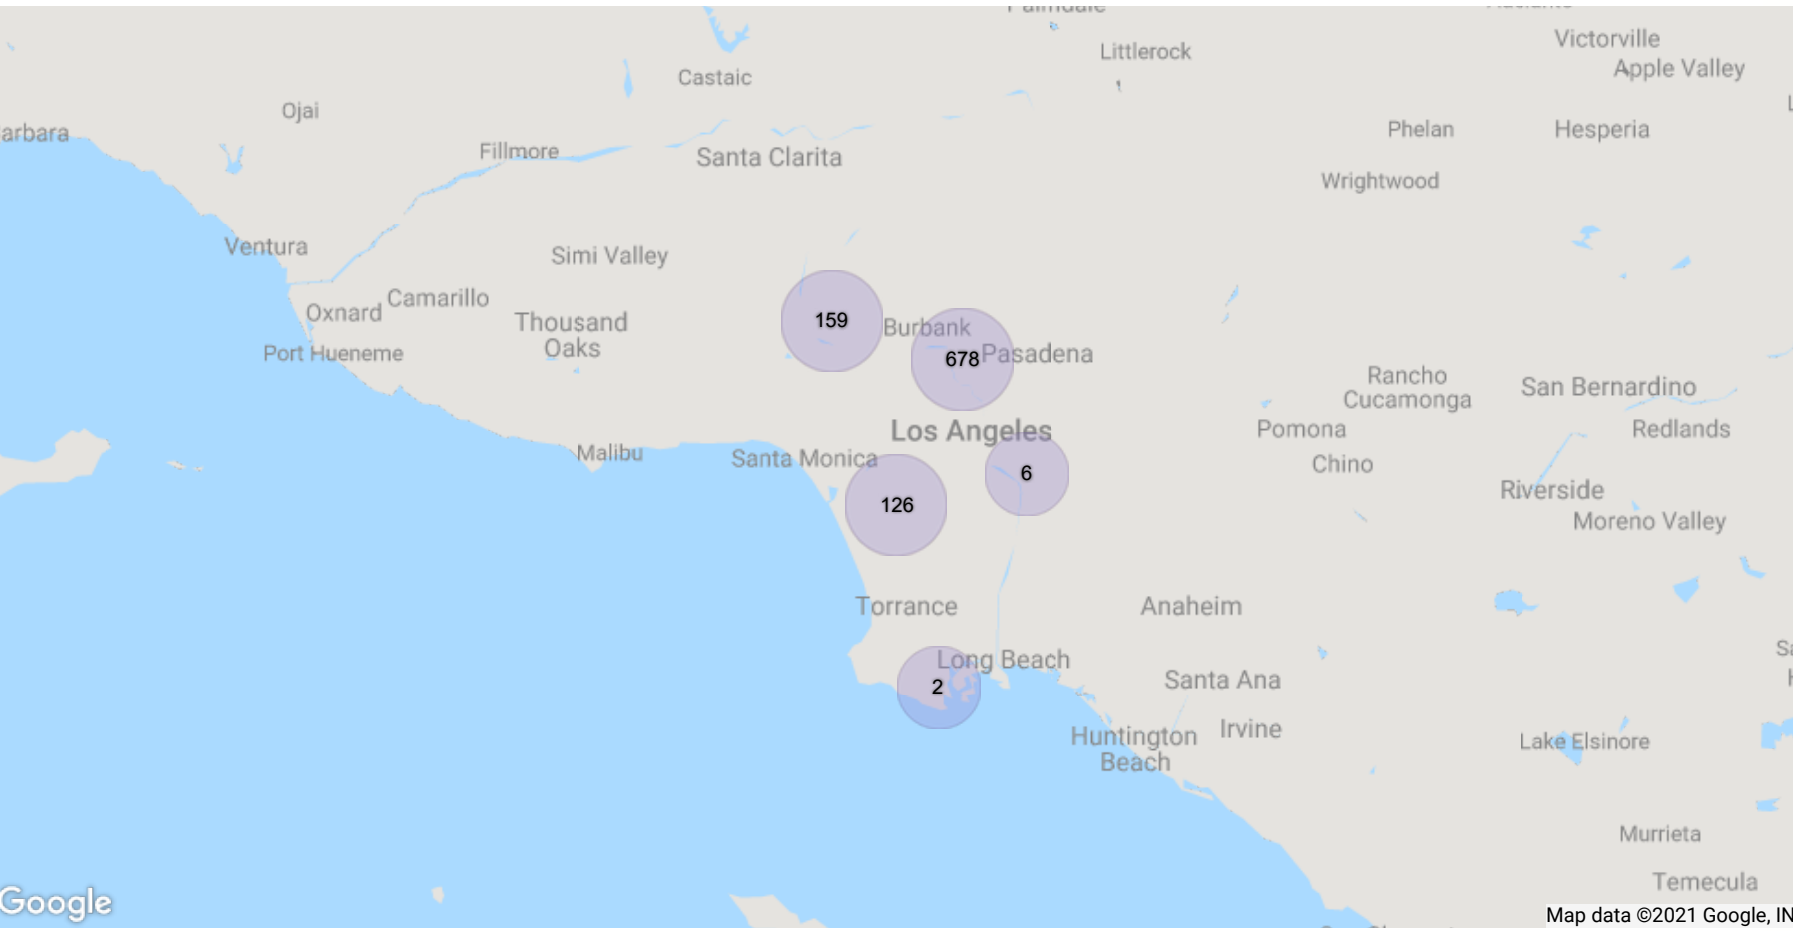 Palmdale
Littlerock
Victorville
Apple Valley
Castaic
Ojai
arbara
Fillmore
Santa Clarita
Phelan
Hesperia
Wrightwood
Ventura
Simi Valley
Camarillo
Oxnard
Thousand
Oaks
Port Hueneme
159
Burbank
678
Pasadena
Rancho
Cucamonga
San Bernardino
Los Angeles
Pomona
Redlands
Malibu
Santa Monica
6
Chino
126
Riverside
Moreno Valley
Torrance
Anaheim
Long Beach
2
Santa Ana
Huntington
Beach
Irvine
Lake Elsinore
Murrieta
Temecula
Google
Map data ©2021 Google, IN